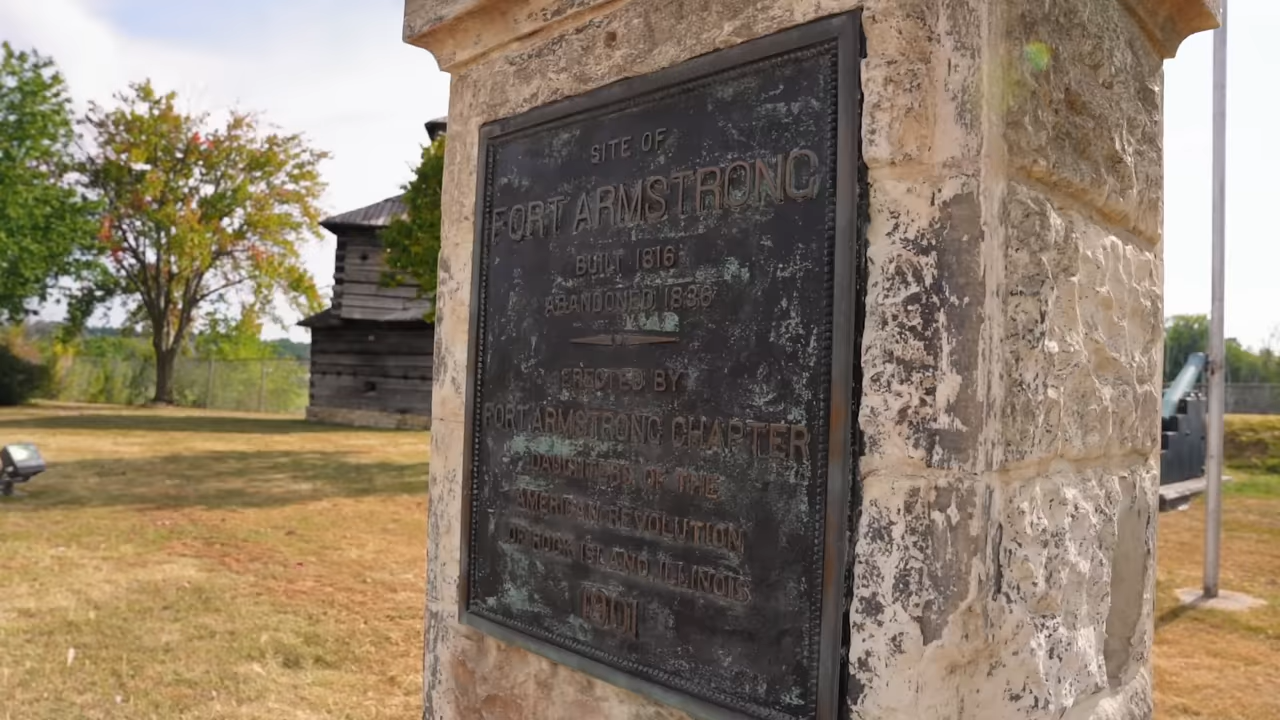 SITE OF
FORT ARMSTRONG
BUILT 1816
ABANDONED 1836
ERECTED BY
FORT ARMSTRONG CHAPTER
DAUGHTERS OF THE
AMERICAN REVOLUTION
OF ROCK ISLAND, ILLINOIS
1901